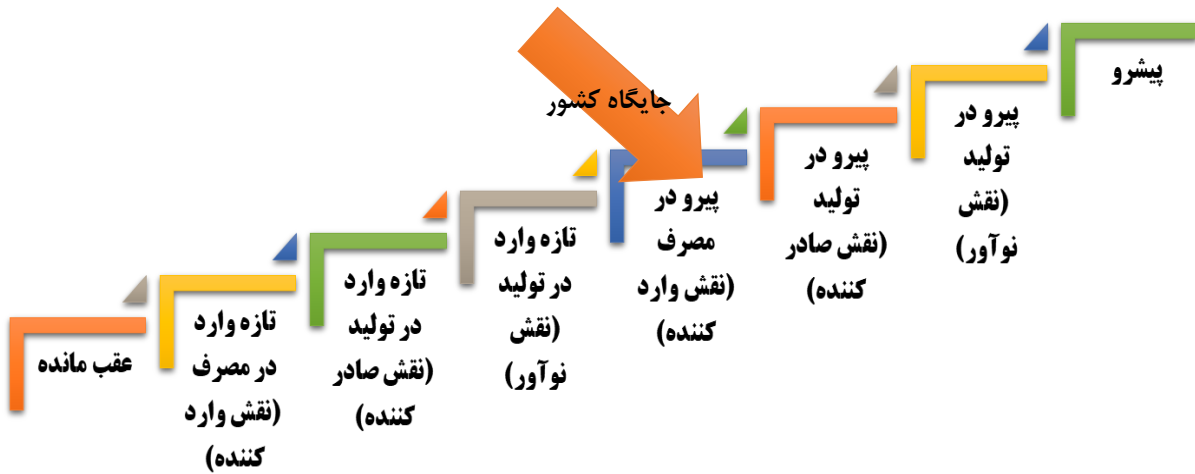 جایگاه کشور
عقب مانده
تازه وارد
در مصرف
(نقش وارد
کننده)
تازه وارد
در تولید
(نقش صادر
کننده)
تازه وارد
در تولید
(نقش
نوآور)
پیرو در
مصرف
(نقش وارد
کننده)
پیرو در
تولید
(نقش صادر
کننده)
پیرو در
تولید
(نقش
نوآور)
پیشرو